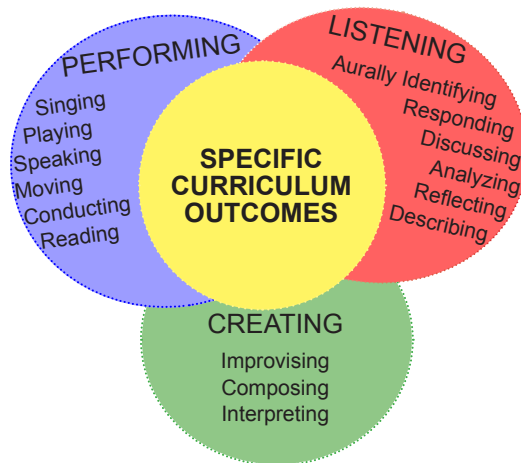 PERFORMING
Singing
Playing
Speaking
Moving
Conducting
Reading
LISTENING
Aurally Identifying
Responding
Discussing
Analyzing
Reflecting
Describing
SPECIFIC
CURRICULUM
OUTCOMES
CREATING
Improvising
Composing
Interpreting